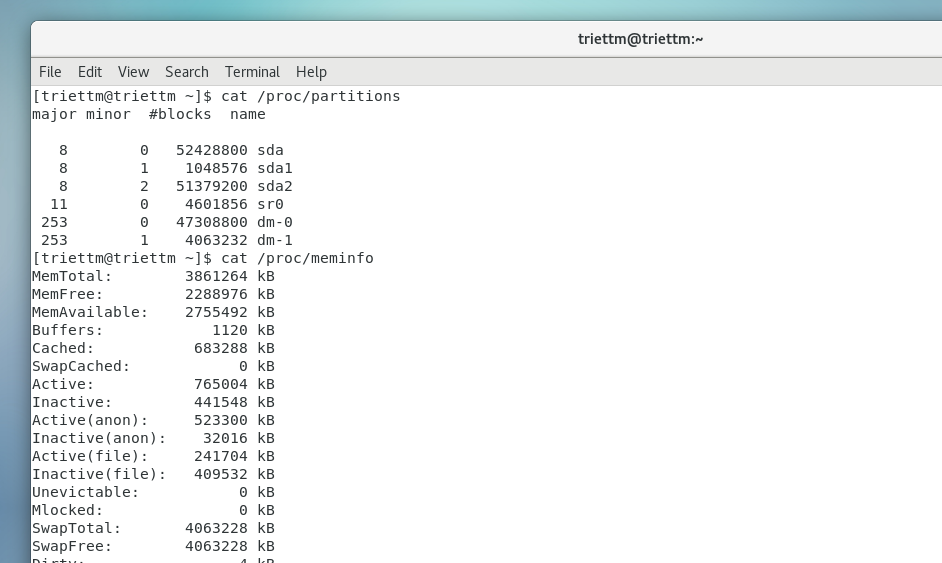 triettm@triettm:~
File Edit View Search Terminal Help
[triettm@triettm ~]$ cat /proc/partitions
major minor  #blocks  name
   8        0   52428800 sda
   8        1    1048576 sda1
   8        2   51379200 sda2
  11        0    4601856 sr0
 253        0   47308800 dm-0
 253        1    4063232 dm-1
[triettm@triettm ~]$ cat /proc/meminfo
MemTotal:        3861264 kB
MemFree:         2288976 kB
MemAvailable:    2755492 kB
Buffers:            1120 kB
Cached:           683288 kB
SwapCached:            0 kB
Active:           765004 kB
Inactive:         441548 kB
Active(anon):     523300 kB
Inactive(anon):    32016 kB
Active(file):     241704 kB
Inactive(file):   409532 kB
Unevictable:           0 kB
Mlocked:               0 kB
SwapTotal:       4063228 kB
SwapFree:        4063228 kB
Dirty:                 4 kB